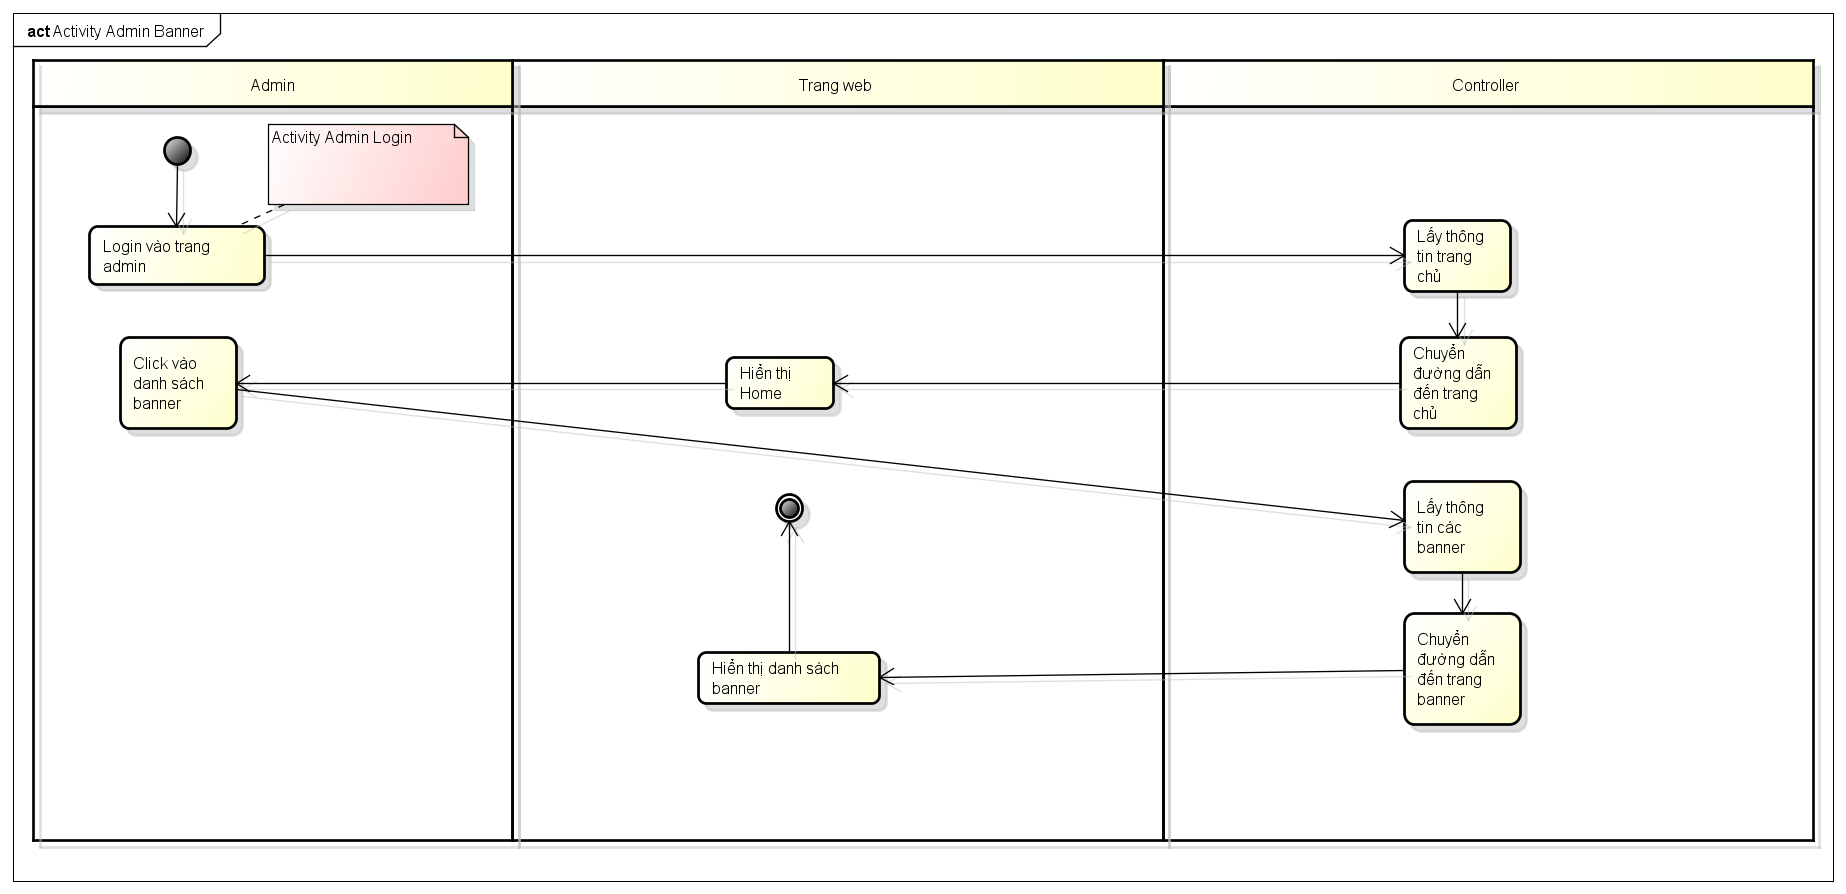 act Activity Admin Banner
Admin
Trang web
Controller
Activity Admin Login
Login vào trang
admin
Lấy thông
tin trang
chủ
Click vào
danh sách
banner
Hiển thị
Home
Chuyển
đường dẫn
đến trang
chủ
Lấy thông
tin các
banner
Hiển thị danh sách
banner
Chuyển
đường dẫn
đến trang
banner